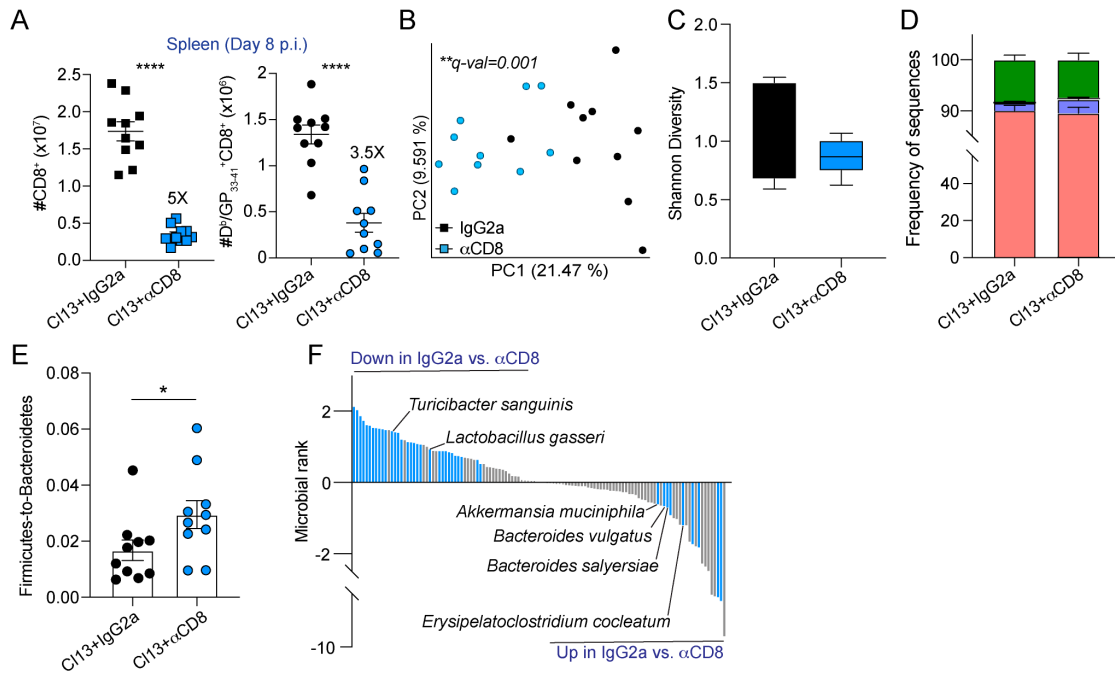 A
Spleen (Day 8 p.i.)
#CD8⁺ (x10⁷)
2.5
2.0
1.5
1.0
0.5
0.0
****
5X
Cl13+IgG2a
Cl13+αCD8
#Dᵇ/GP₃₃₋₄₁⁺CD8⁺ (x10⁶)
2
1.5
1
0.5
0
****
3.5X
Cl13+IgG2a
Cl13+αCD8
B
**q-val=0.001
PC2 (9.591 %)
IgG2a
αCD8
PC1 (21.47 %)
C
Shannon Diversity
2.0
1.5
1.0
0.5
0.0
Cl13+IgG2a
Cl13+αCD8
D
Frequency of sequences
100
90
40
20
0
Cl13+IgG2a
Cl13+αCD8
E
Firmicutes-to-Bacteroidetes
0.08
0.06
0.04
0.02
0.00
*
Cl13+IgG2a
Cl13+αCD8
F
Down in IgG2a vs. αCD8
Microbial rank
2
0
-2
-10
Turicibacter sanguinis
Lactobacillus gasseri
Akkermansia muciniphila
Bacteroides vulgatus
Bacteroides salyersiae
Erysipelatoclostridium cocleatum
Up in IgG2a vs. αCD8